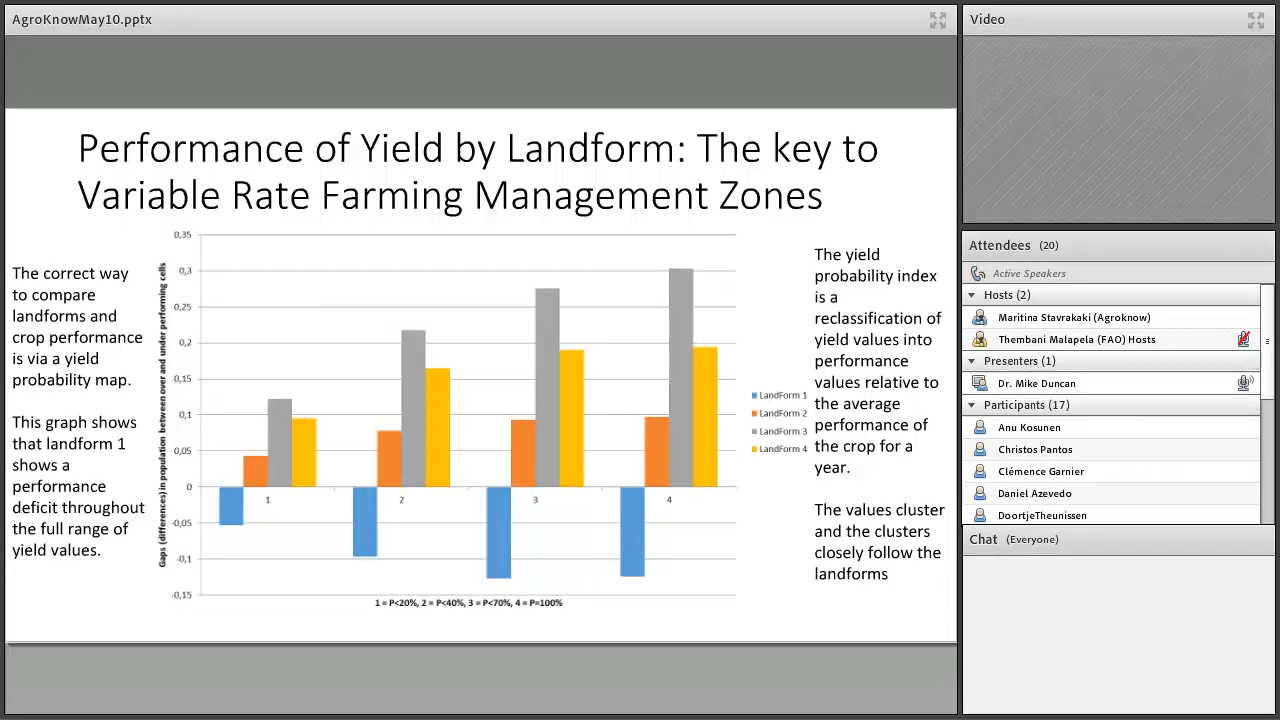 AgroKnowMay10.pptx
Performance of Yield by Landform: The key to
Variable Rate Farming Management Zones
The correct way
to compare
landforms and
crop performance
is via a yield
probability map.
This graph shows
that landform 1
shows a
performance
deficit throughout
the full range of
yield values.
Gaps (differences) in population between over and under performing cells
0,35
0,3
0,25
0,2
0,15
0,1
0,05
0
-0,05
-0,1
-0,15
1
2
3
4
1 = P<20%, 2 = P<40%, 3 = P<70%, 4 = P=100%
LandForm 1
LandForm 2
LandForm 3
LandForm 4
The yield
probability index
is a
reclassification of
yield values into
performance
values relative to
the average
performance of
the crop for a
year.
The values cluster
and the clusters
closely follow the
landforms
Video
Attendees (20)
Active Speakers
Hosts (2)
Maritina Stavrakaki (Agroknow)
Thembani Malapela (FAO) Hosts
Presenters (1)
Dr. Mike Duncan
Participants (17)
Anu Kosunen
Christos Pantos
Clémence Garnier
Daniel Azevedo
DoortjeTheunissen
Chat (Everyone)